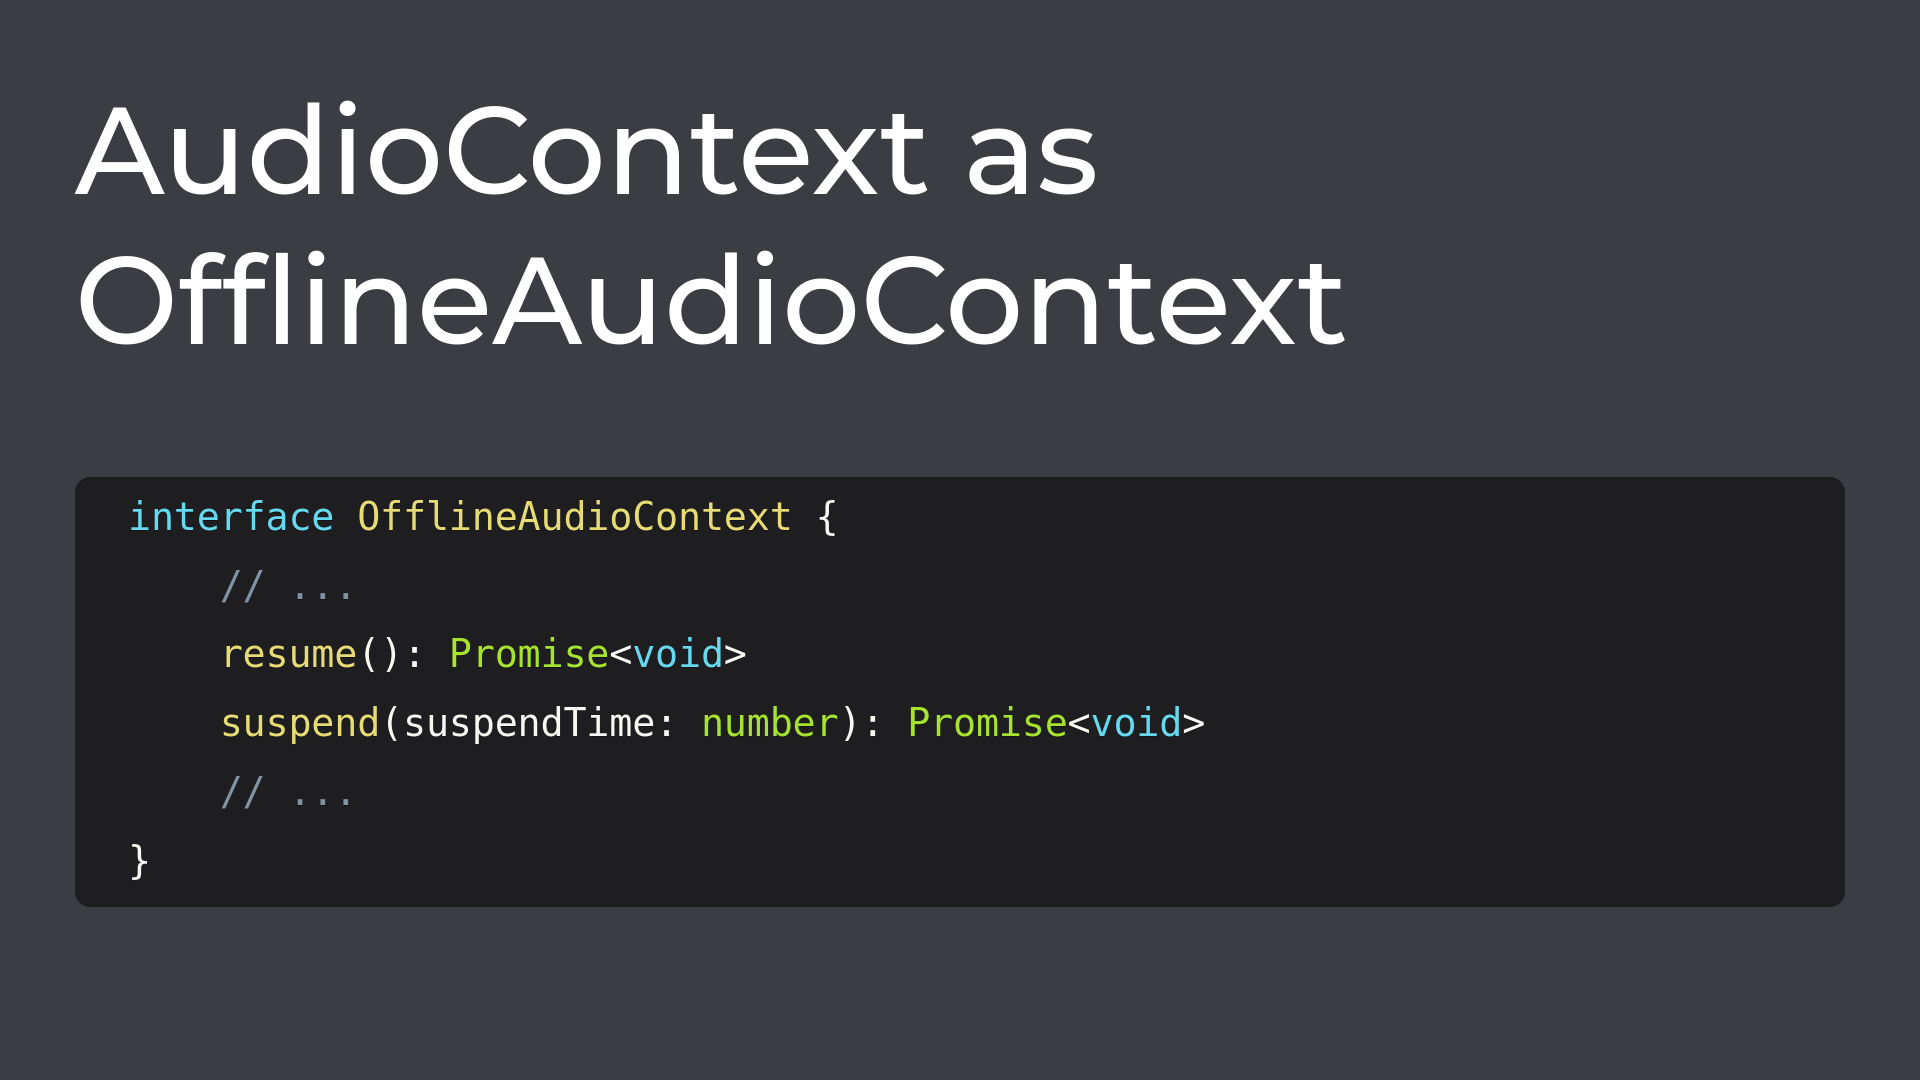 AudioContext as
OfflineAudioContext
interface OfflineAudioContext {
    // ...
    resume(): Promise<void>
    suspend(suspendTime: number): Promise<void>
    // ...
}